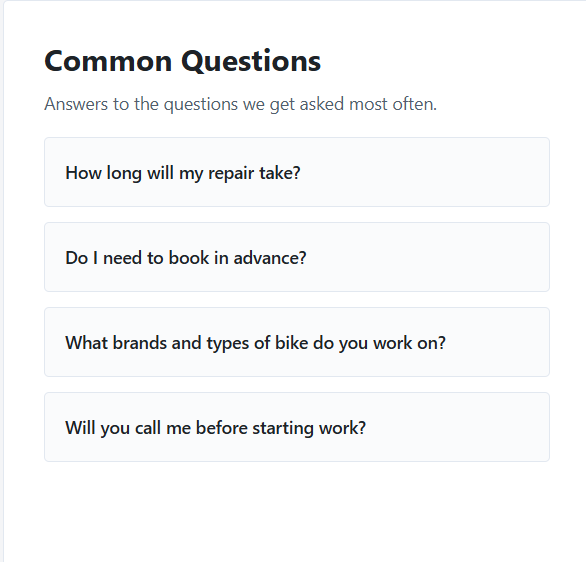 Common Questions
Answers to the questions we get asked most often.
How long will my repair take?
Do I need to book in advance?
What brands and types of bike do you work on?
Will you call me before starting work?